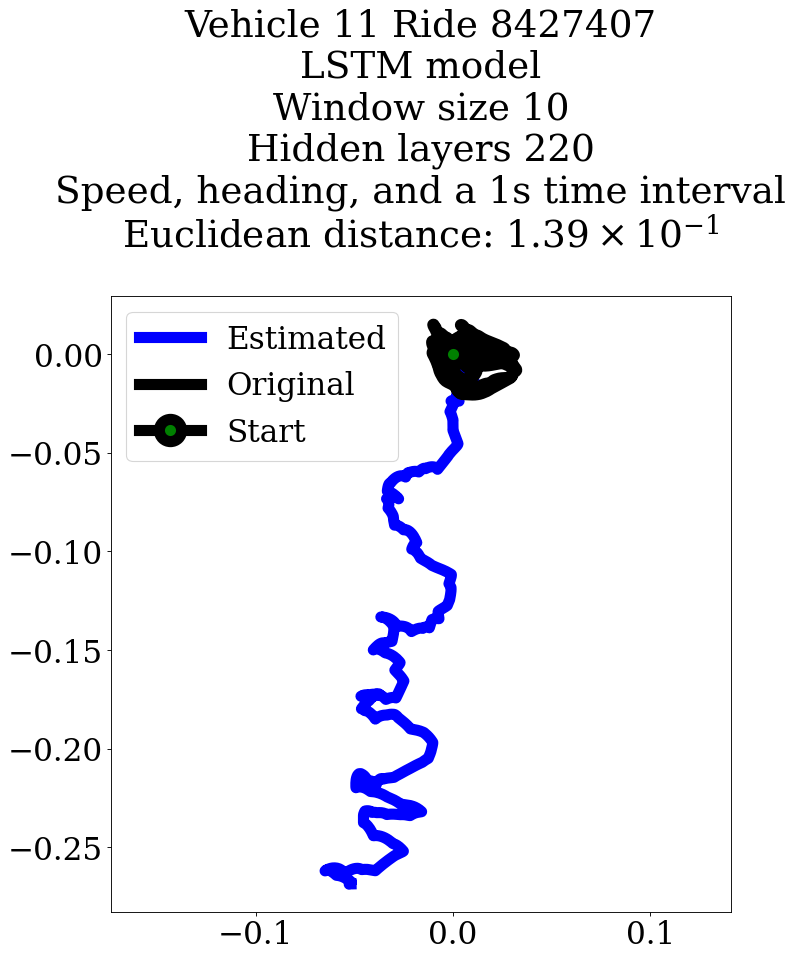 Vehicle 11 Ride 8427407
LSTM model
Window size 10
Hidden layers 220
Speed, heading, and a 1s time interval
Euclidean distance: 1.39 × 10⁻¹
Estimated
Original
Start
0.00
−0.05
−0.10
−0.15
−0.20
−0.25
−0.1
0.0
0.1